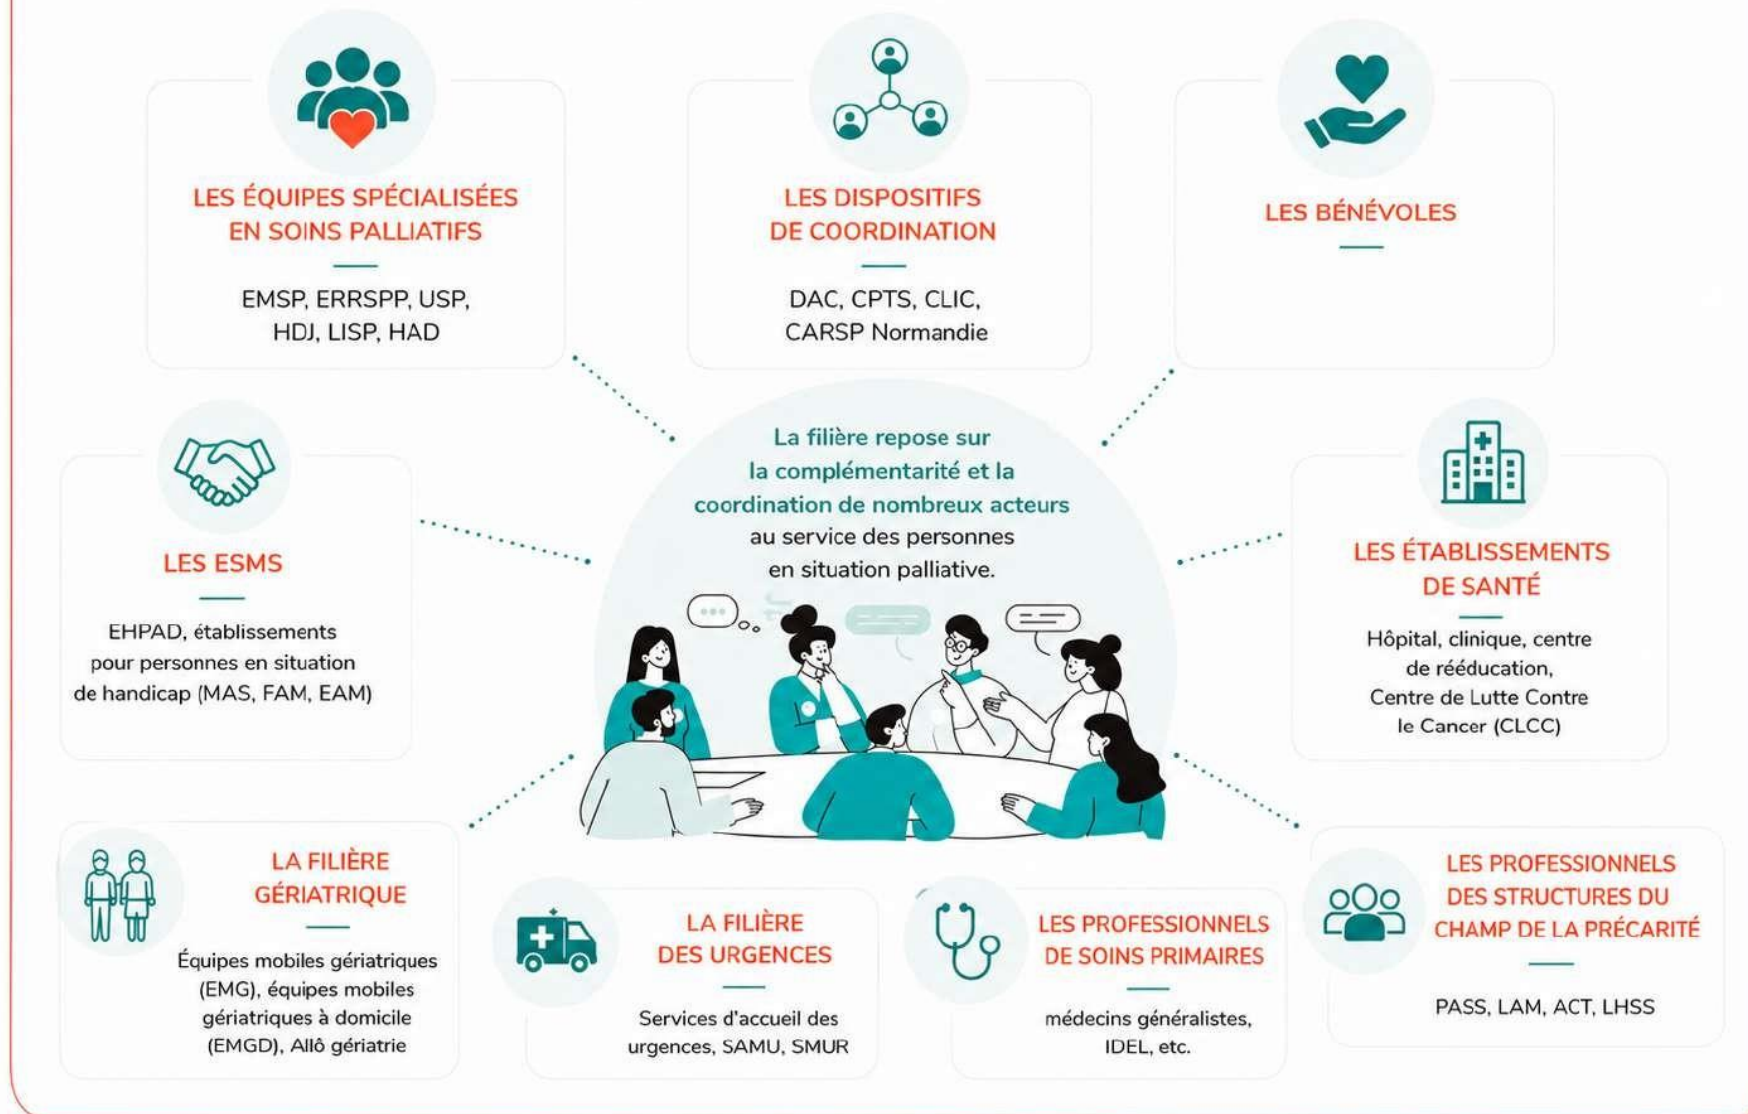 LES ÉQUIPES SPÉCIALISÉES
EN SOINS PALLIATIFS
EMSP, ERRSPP, USP,
HDJ, LISP, HAD
LES DISPOSITIFS
DE COORDINATION
DAC, CPTS, CLIC,
CARSP Normandie
LES BÉNÉVOLES
La filière repose sur
la complémentarité et la
coordination de nombreux acteurs
au service des personnes
en situation palliative.
LES ESMS
EHPAD, établissements
pour personnes en situation
de handicap (MAS, FAM, EAM)
LES ÉTABLISSEMENTS
DE SANTÉ
Hôpital, clinique, centre
de rééducation,
Centre de Lutte Contre
le Cancer (CLCC)
LA FILIÈRE
GÉRIATRIQUE
Équipes mobiles gériatriques
(EMG), équipes mobiles
gériatriques à domicile
(EMGD), Allô gériatrie
LA FILIÈRE
DES URGENCES
Services d'accueil des
urgences, SAMU, SMUR
LES PROFESSIONNELS
DE SOINS PRIMAIRES
médecins généralistes,
IDEL, etc.
LES PROFESSIONNELS
DES STRUCTURES DU
CHAMP DE LA PRÉCARITÉ
PASS, LAM, ACT, LHSS